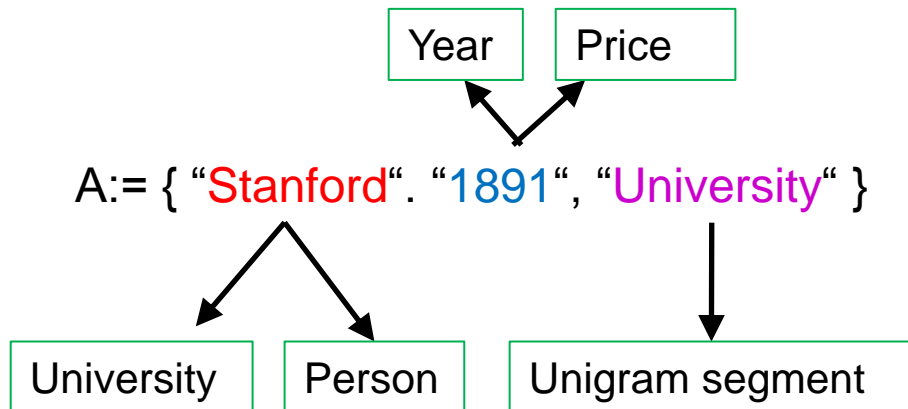 Year Price
A:= { “Stanford“. “1891“, “University“ }
University Person Unigram segment